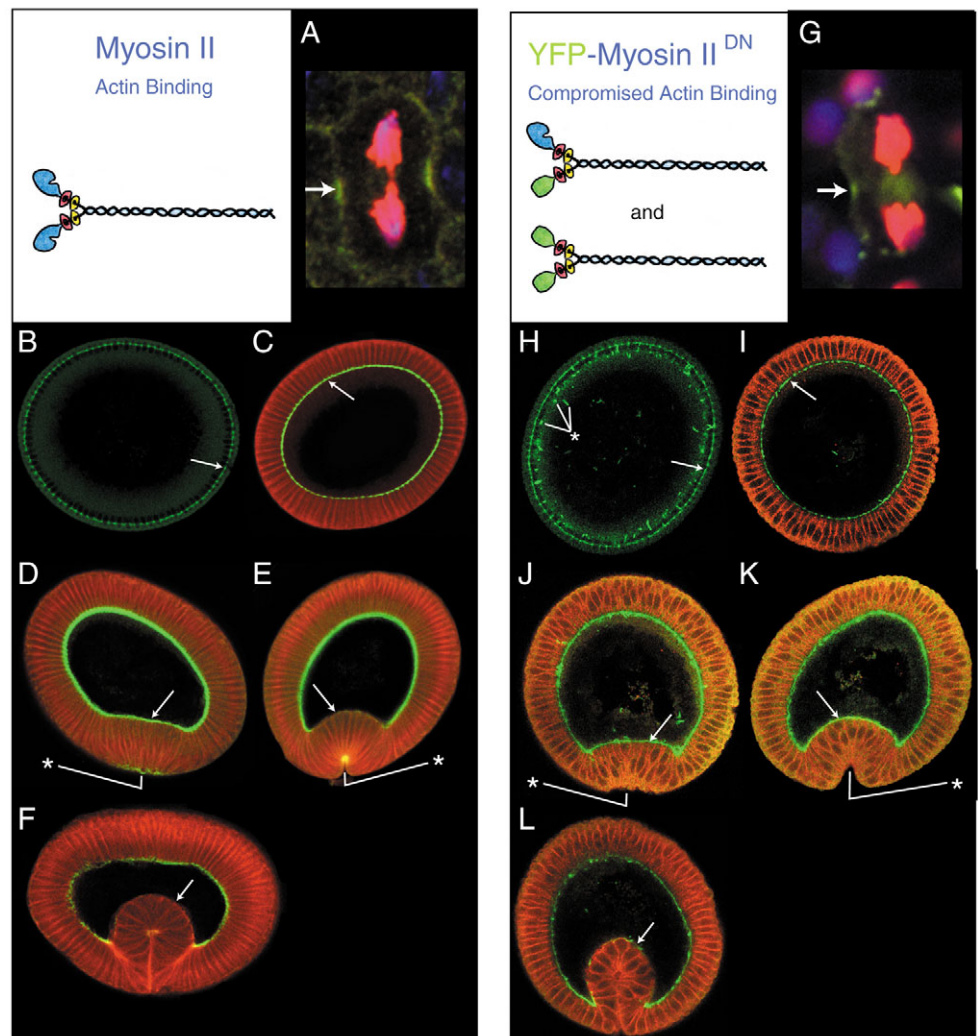 Myosin II
Actin Binding
A
YFP-Myosin II DN
Compromised Actin Binding
and
G
B
C
H
*
I
D
*
E
*
J
*
K
*
F
L